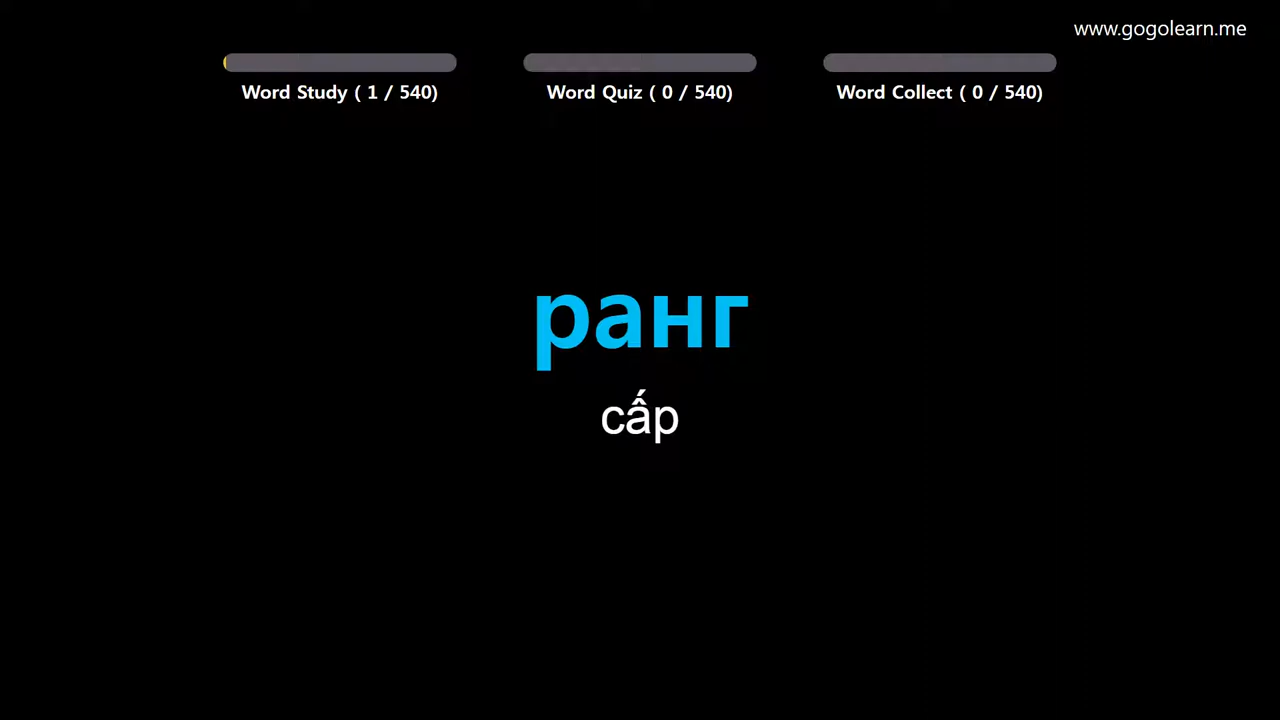 www.gogolearn.me
Word Study ( 1 / 540)
Word Quiz ( 0 / 540)
Word Collect ( 0 / 540)
ранг
cấp